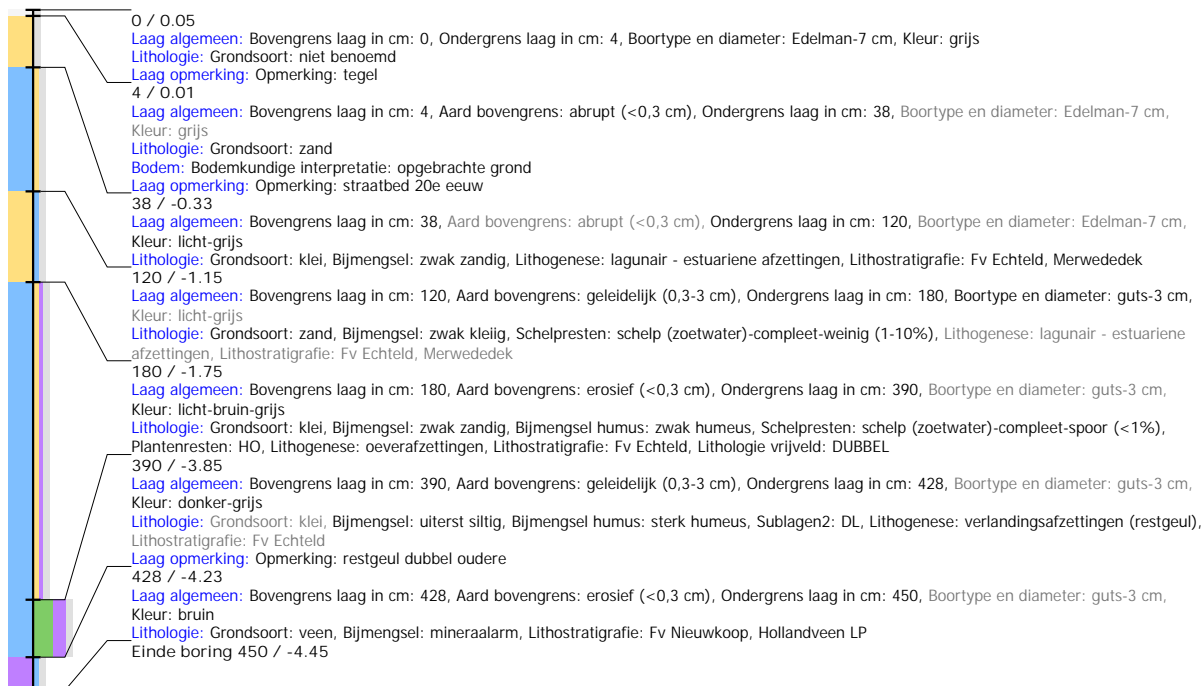 0 / 0.05
Laag algemeen: Bovengrens laag in cm: 0, Ondergrens laag in cm: 4, Boortype en diameter: Edelman-7 cm, Kleur: grijs
Lithologie: Grondsoort: niet benoemd
Laag opmerking: Opmerking: tegel
4 / 0.01
Laag algemeen: Bovengrens laag in cm: 4, Aard bovengrens: abrupt (<0,3 cm), Ondergrens laag in cm: 38, Boortype en diameter: Edelman-7 cm,
Kleur: grijs
Lithologie: Grondsoort: zand
Bodem: Bodemkundige interpretatie: opgebrachte grond
Laag opmerking: Opmerking: straatbed 20e eeuw
38 / -0.33
Laag algemeen: Bovengrens laag in cm: 38, Aard bovengrens: abrupt (<0,3 cm), Ondergrens laag in cm: 120, Boortype en diameter: Edelman-7 cm,
Kleur: licht-grijs
Lithologie: Grondsoort: klei, Bijmengsel: zwak zandig, Lithogenese: lagunair - estuariene afzettingen, Lithostratigrafie: Fv Echteld, Merwededek
120 / -1.15
Laag algemeen: Bovengrens laag in cm: 120, Aard bovengrens: geleidelijk (0,3-3 cm), Ondergrens laag in cm: 180, Boortype en diameter: guts-3 cm,
Kleur: licht-grijs
Lithologie: Grondsoort: zand, Bijmengsel: zwak kleiig, Schelpresten: schelp (zoetwater)-compleet-weinig (1-10%), Lithogenese: lagunair - estuariene
afzettingen, Lithostratigrafie: Fv Echteld, Merwededek
180 / -1.75
Laag algemeen: Bovengrens laag in cm: 180, Aard bovengrens: erosief (<0,3 cm), Ondergrens laag in cm: 390, Boortype en diameter: guts-3 cm,
Kleur: licht-bruin-grijs
Lithologie: Grondsoort: klei, Bijmengsel: zwak zandig, Bijmengsel humus: zwak humeus, Schelpresten: schelp (zoetwater)-compleet-spoor (<1%),
Plantenresten: HO, Lithogenese: oeverafzettingen, Lithostratigrafie: Fv Echteld, Lithologie vrijveld: DUBBEL
390 / -3.85
Laag algemeen: Bovengrens laag in cm: 390, Aard bovengrens: geleidelijk (0,3-3 cm), Ondergrens laag in cm: 428, Boortype en diameter: guts-3 cm,
Kleur: donker-grijs
Lithologie: Grondsoort: klei, Bijmengsel: uiterst siltig, Bijmengsel humus: sterk humeus, Sublagen2: DL, Lithogenese: verlandingsafzettingen (restgeul),
Lithostratigrafie: Fv Echteld
Laag opmerking: Opmerking: restgeul dubbel oudere
428 / -4.23
Laag algemeen: Bovengrens laag in cm: 428, Aard bovengrens: erosief (<0,3 cm), Ondergrens laag in cm: 450, Boortype en diameter: guts-3 cm,
Kleur: bruin
Lithologie: Grondsoort: veen, Bijmengsel: mineraalarm, Lithostratigrafie: Fv Nieuwkoop, Hollandveen LP
Einde boring 450 / -4.45